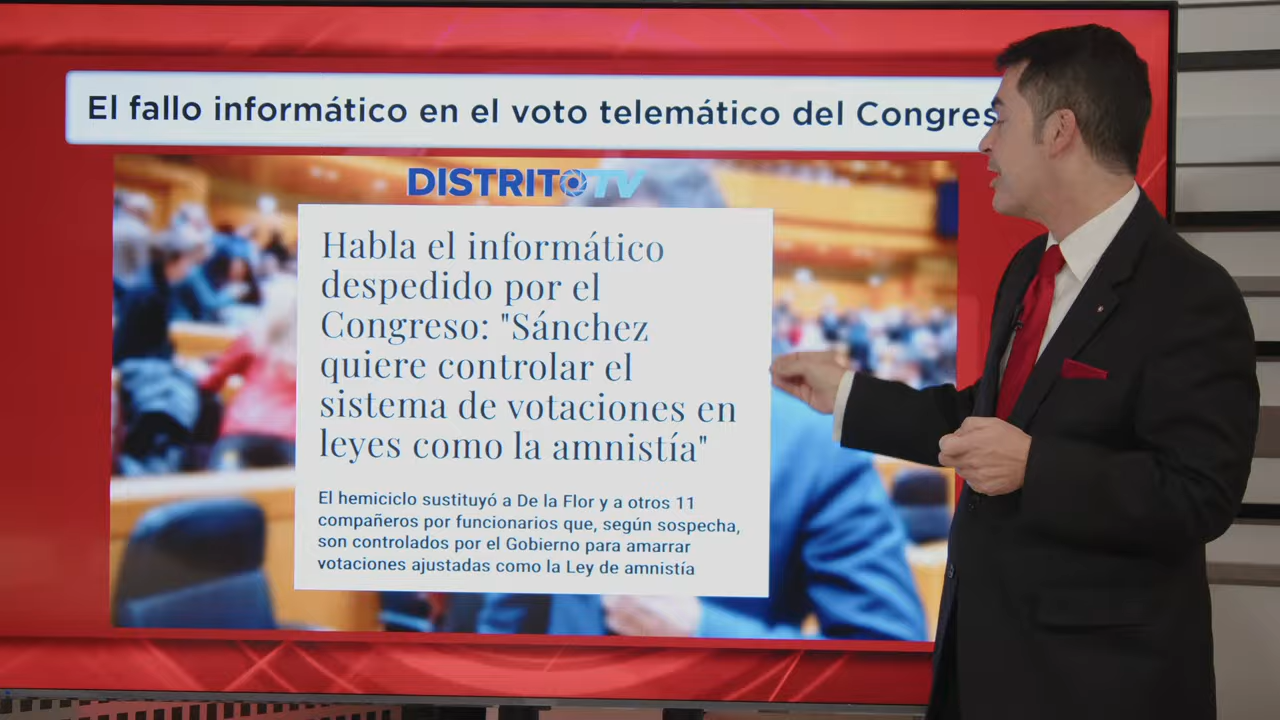 El fallo informático en el voto telemático del Congres
DISTRITOTV
Habla el informático
despedido por el
Congreso: "Sánchez
quiere controlar el
sistema de votaciones en
leyes como la amnistía"
El hemiciclo sustituyó a De la Flor y a otros 11
compañeros por funcionarios que, según sospecha,
son controlados por el Gobierno para amarrar
votaciones ajustadas como la Ley de amnistía